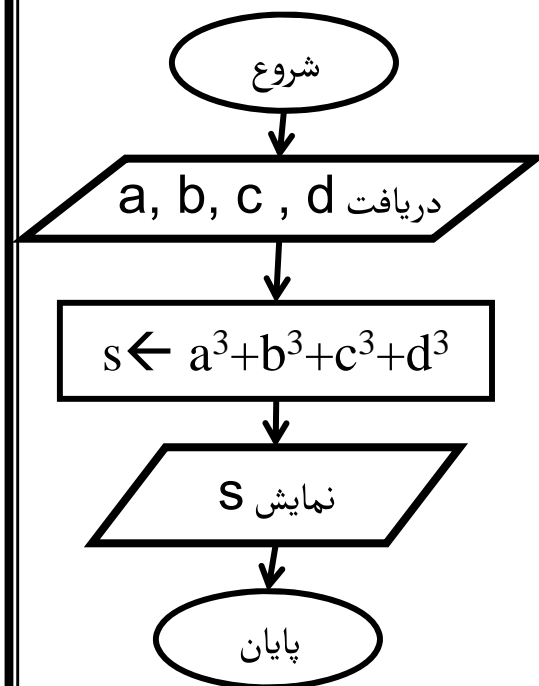 شروع
دریافت a, b, c , d
s← a³+b³+c³+d³
نمایش s
پایان